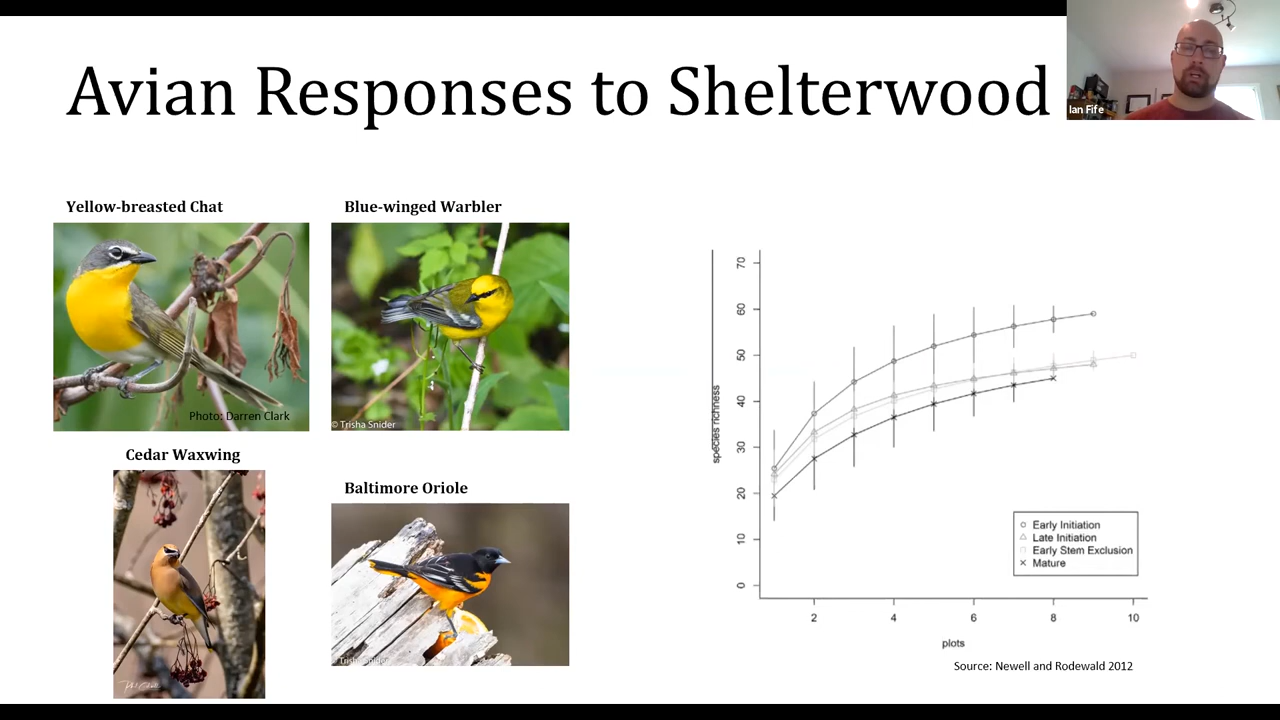 Avian Responses to Shelterwood
Ian Fife
Yellow-breasted Chat
Blue-winged Warbler
Photo: Darren Clark
© Trisha Snider
Cedar Waxwing
Baltimore Oriole
Trisha Snider
species richness
70
60
50
40
30
20
10
0
2 4 6 8 10
plots
Early Initiation
Late Initiation
Early Stem Exclusion
Mature
Source: Newell and Rodewald 2012